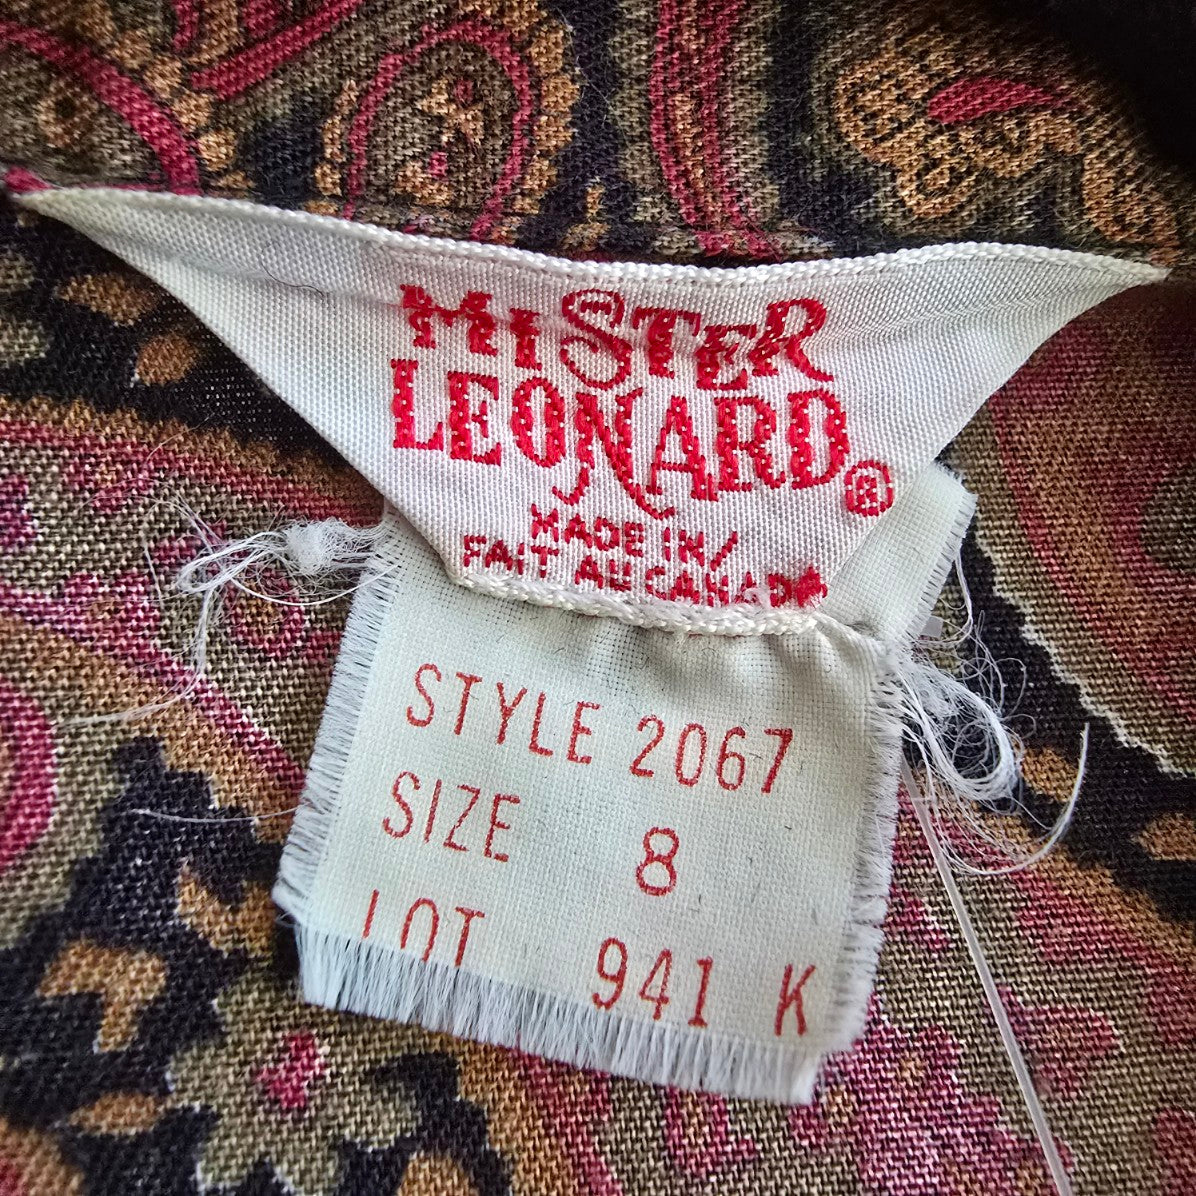 MISTER
LEONARD®
MADE IN/
FAIT AU CANADA
STYLE 2067
SIZE 8
LOT 941 K